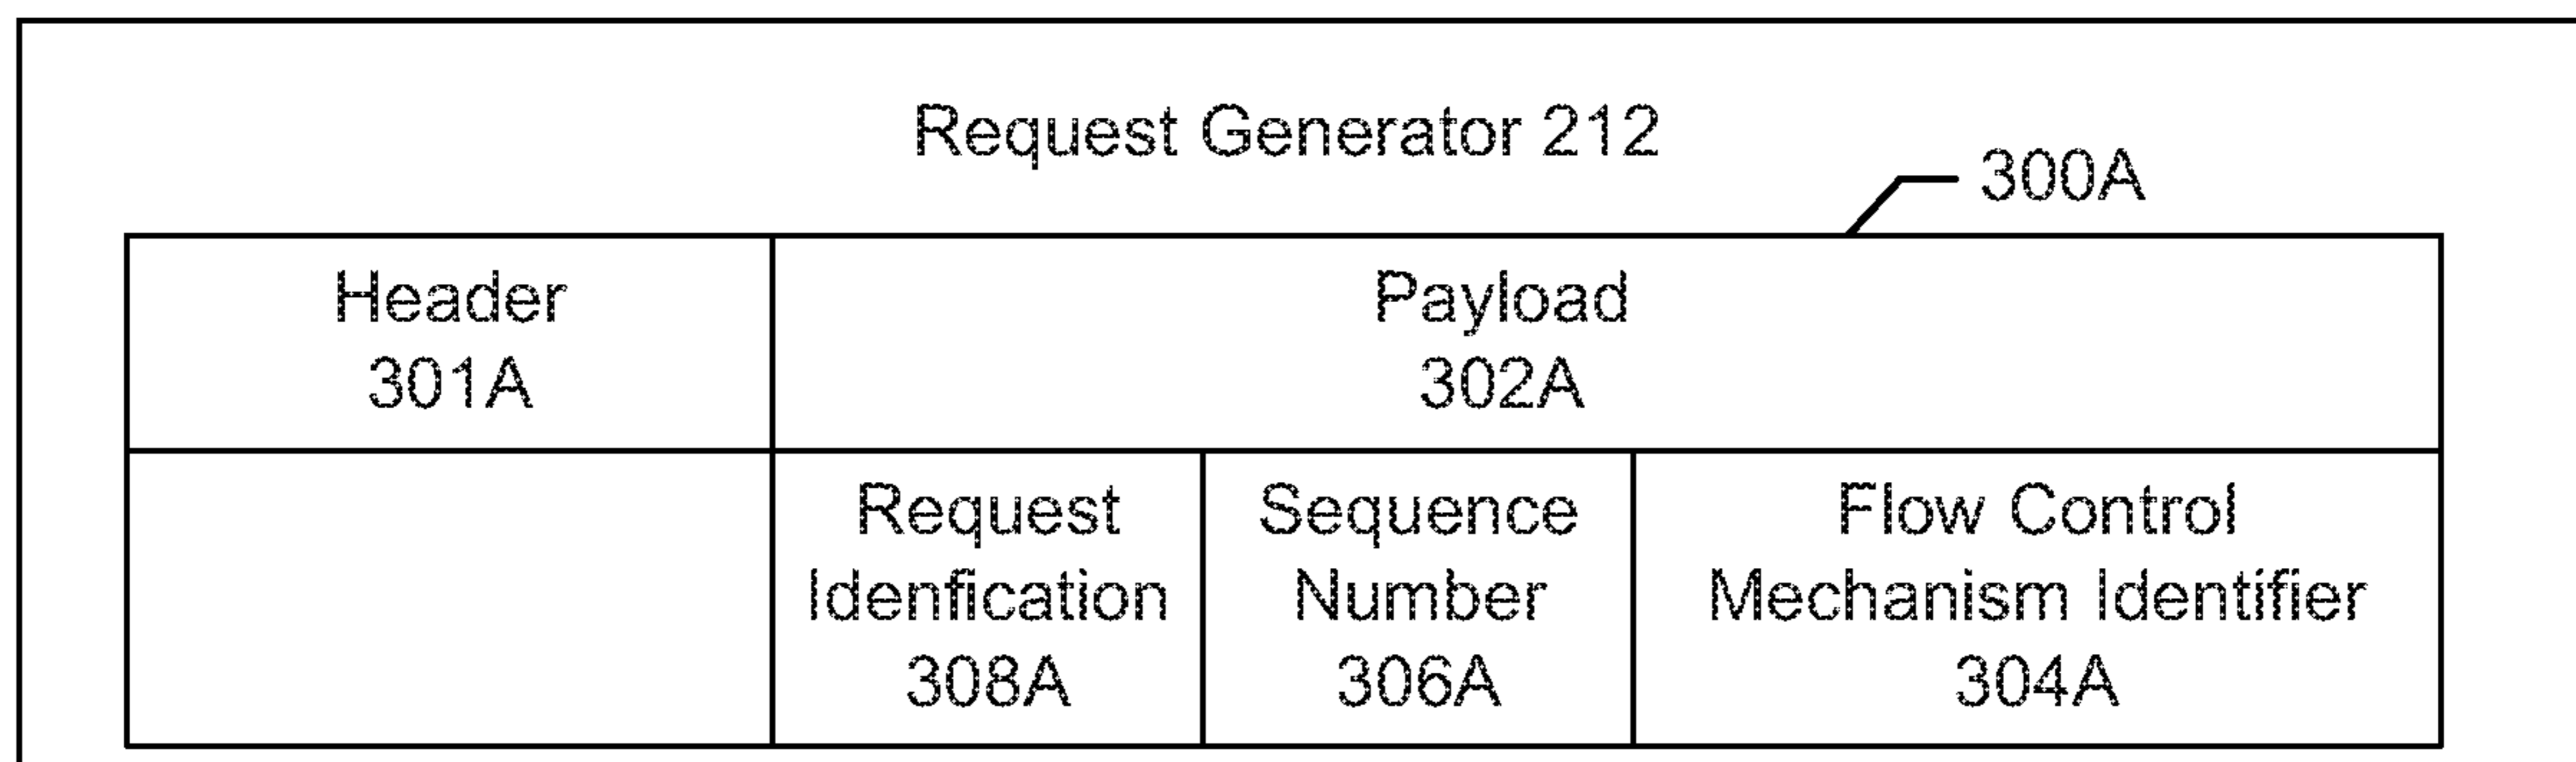 Request Generator 212
300A
Header
301A
Payload
302A
Request
Idenfication
308A
Sequence
Number
306A
Flow Control
Mechanism Identifier
304A